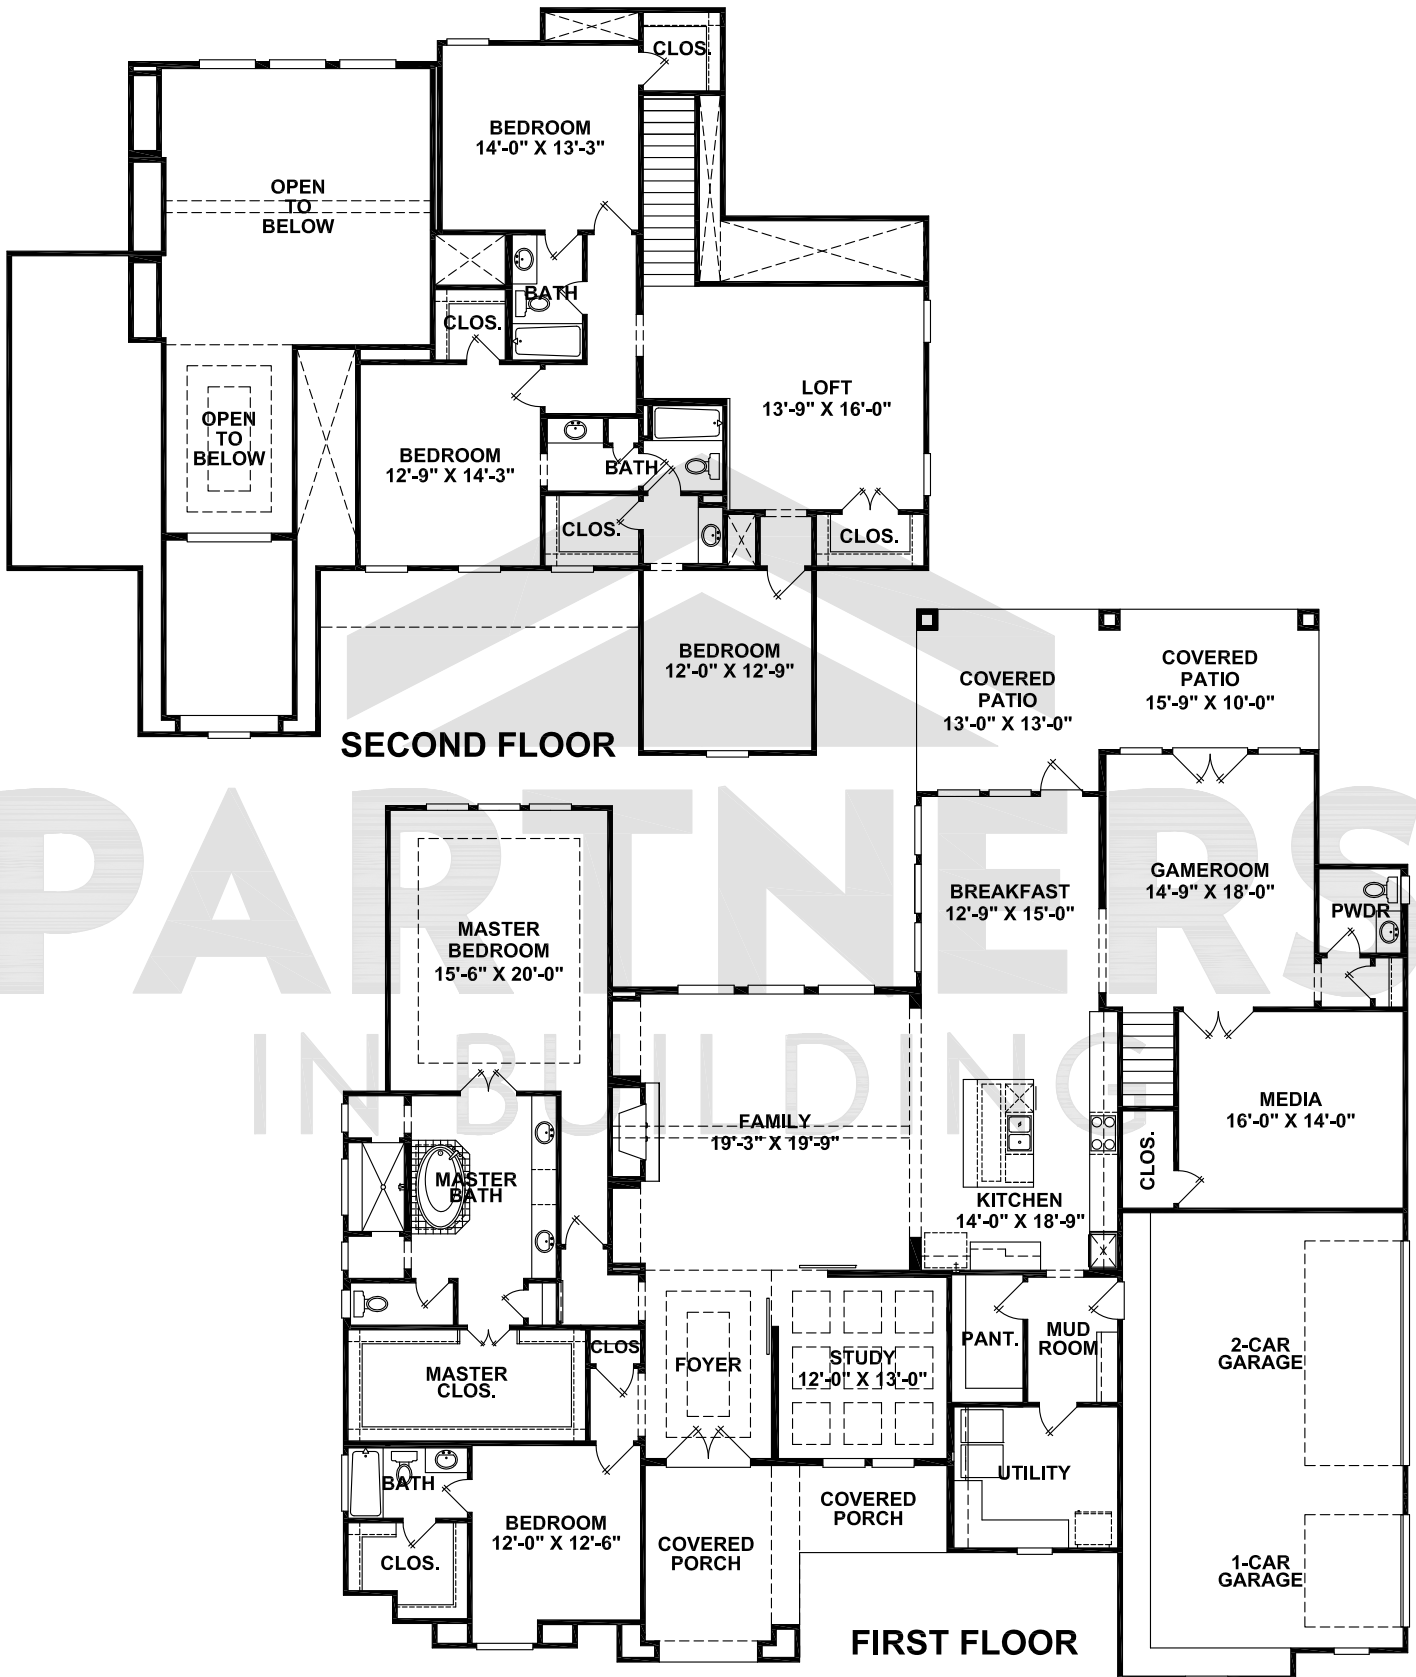 CLOS.
BEDROOM
14'-0" X 13'-3"
OPEN
TO
BELOW
BATH
CLOS.
LOFT
13'-9" X 16'-0"
OPEN
TO
BELOW
BEDROOM
12'-9" X 14'-3"
BATH
CLOS.
CLOS.
BEDROOM
12'-0" X 12'-9"
SECOND FLOOR
COVERED
PATIO
13'-0" X 13'-0"
COVERED
PATIO
15'-9" X 10'-0"
PARTNERS
IN BUILDING
MASTER
BEDROOM
15'-6" X 20'-0"
BREAKFAST
12'-9" X 15'-0"
GAMEROOM
14'-9" X 18'-0"
PWDR
FAMILY
19'-3" X 19'-9"
MEDIA
16'-0" X 14'-0"
CLOS.
MASTER
BATH
KITCHEN
14'-0" X 18'-9"
MASTER
CLOS.
CLOS
FOYER
STUDY
12'-0" X 13'-0"
PANT.
MUD
ROOM
2-CAR
GARAGE
BATH
UTILITY
BEDROOM
12'-0" X 12'-6"
CLOS.
COVERED
PORCH
COVERED
PORCH
1-CAR
GARAGE
FIRST FLOOR